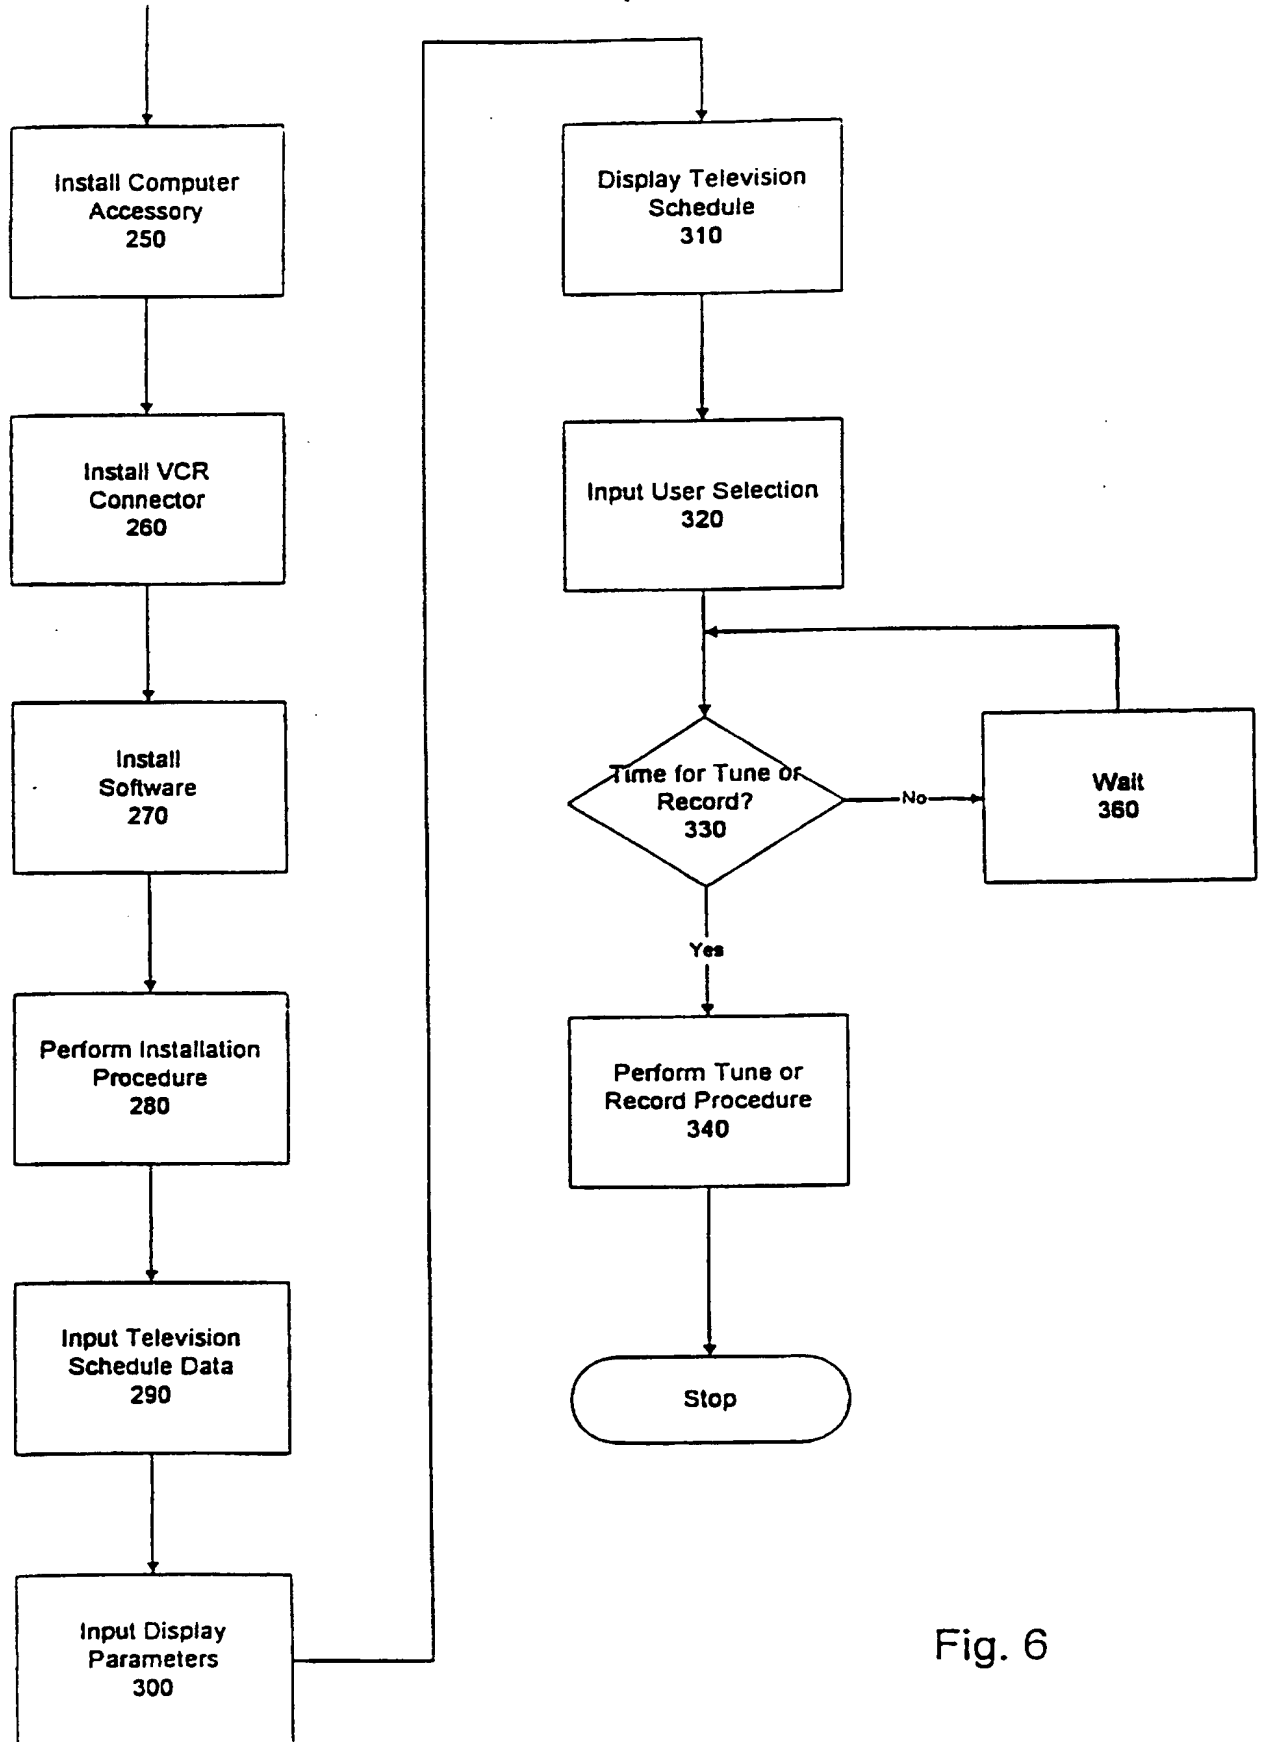 Install Computer
Accessory
250
Install VCR
Connector
260
Install
Software
270
Perform Installation
Procedure
280
Input Television
Schedule Data
290
Input Display
Parameters
300
Display Television
Schedule
310
Input User Selection
320
Time for Tune or
Record?
330
No
Wait
360
Yes
Perform Tune or
Record Procedure
340
Stop
Fig. 6